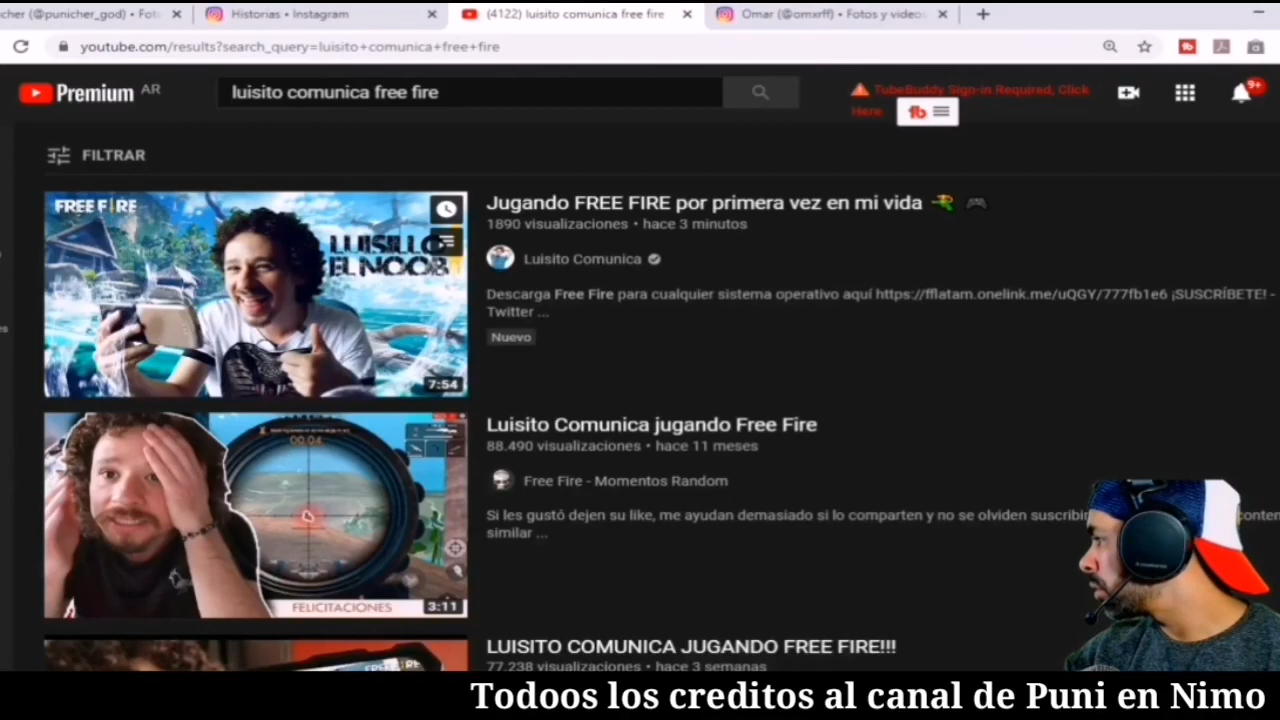 icher (@punicher_god) • Fot
Historias • Instagram
(4122) luisito comunica free fire
Omar (@omxrff) • Fotos y videos
youtube.com/results?search_query=luisito+comunica+free+fire
Premium AR
luisito comunica free fire
TubeBuddy Sign-in Required, Click
Here
9+
FILTRAR
FREE FIRE
LUISILLO
EL NOOB
7:54
Jugando FREE FIRE por primera vez en mi vida
1890 visualizaciones • hace 3 minutos
Luisito Comunica
Descarga Free Fire para cualquier sistema operativo aquí https://fflatam.onelink.me/uQGY/777fb1e6 ¡SUSCRÍBETE! -
Twitter ...
Nuevo
00:04
FELICITACIONES
3:11
Luisito Comunica jugando Free Fire
88.490 visualizaciones • hace 11 meses
Free Fire - Momentos Random
Si les gustó dejen su like, me ayudan demasiado si lo comparten y no se olviden suscribir conten
similar ...
LUISITO COMUNICA JUGANDO FREE FIRE!!!
77.238 visualizaciones • hace 3 semanas
Todoos los creditos al canal de Puni en Nimo